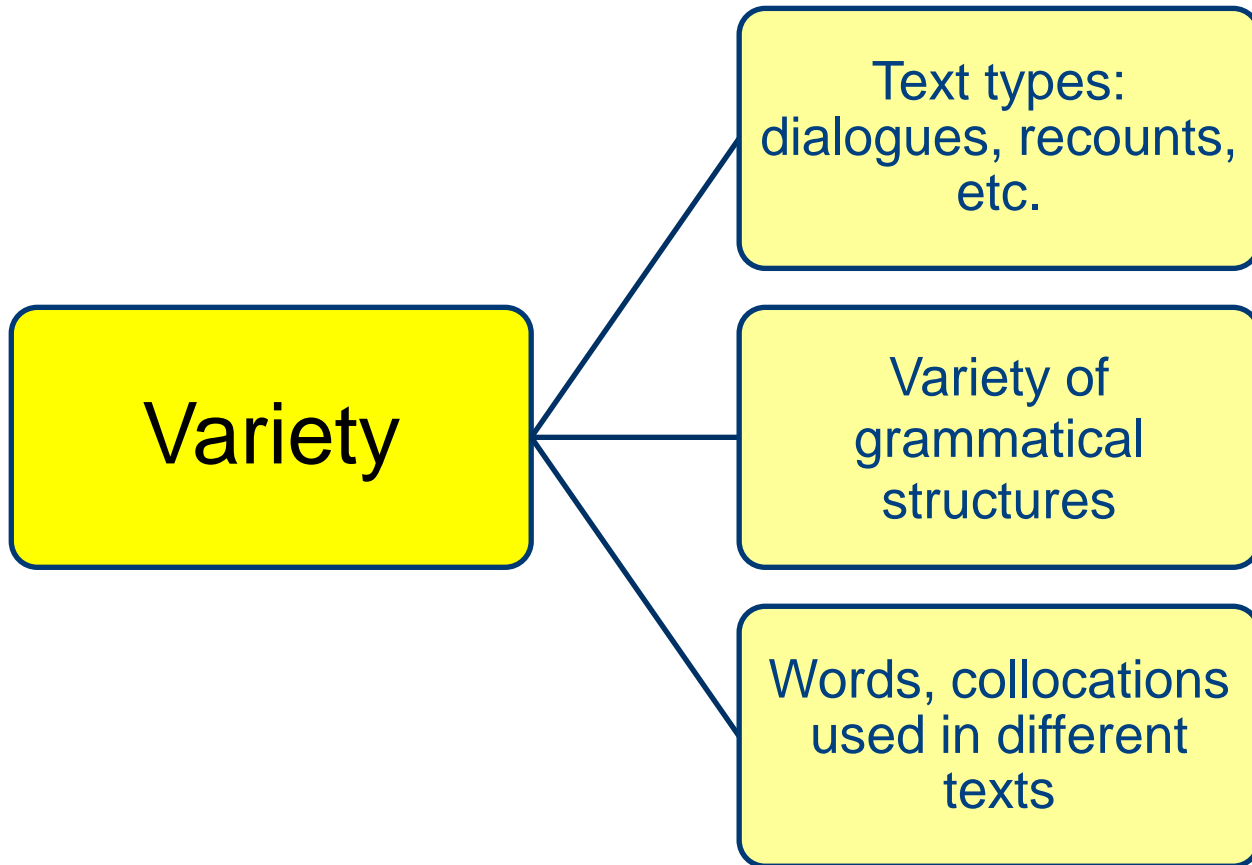 Variety
Text types:
dialogues, recounts,
etc.
Variety of
grammatical
structures
Words, collocations
used in different
texts